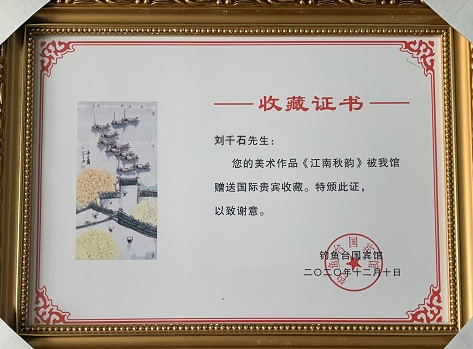 收藏证书
刘千石先生：
您的美术作品《江南秋韵》被我馆
赠送国际贵宾收藏。特颁此证，
以致谢意。
钓鱼台国宾馆
二〇二〇年十二月十日